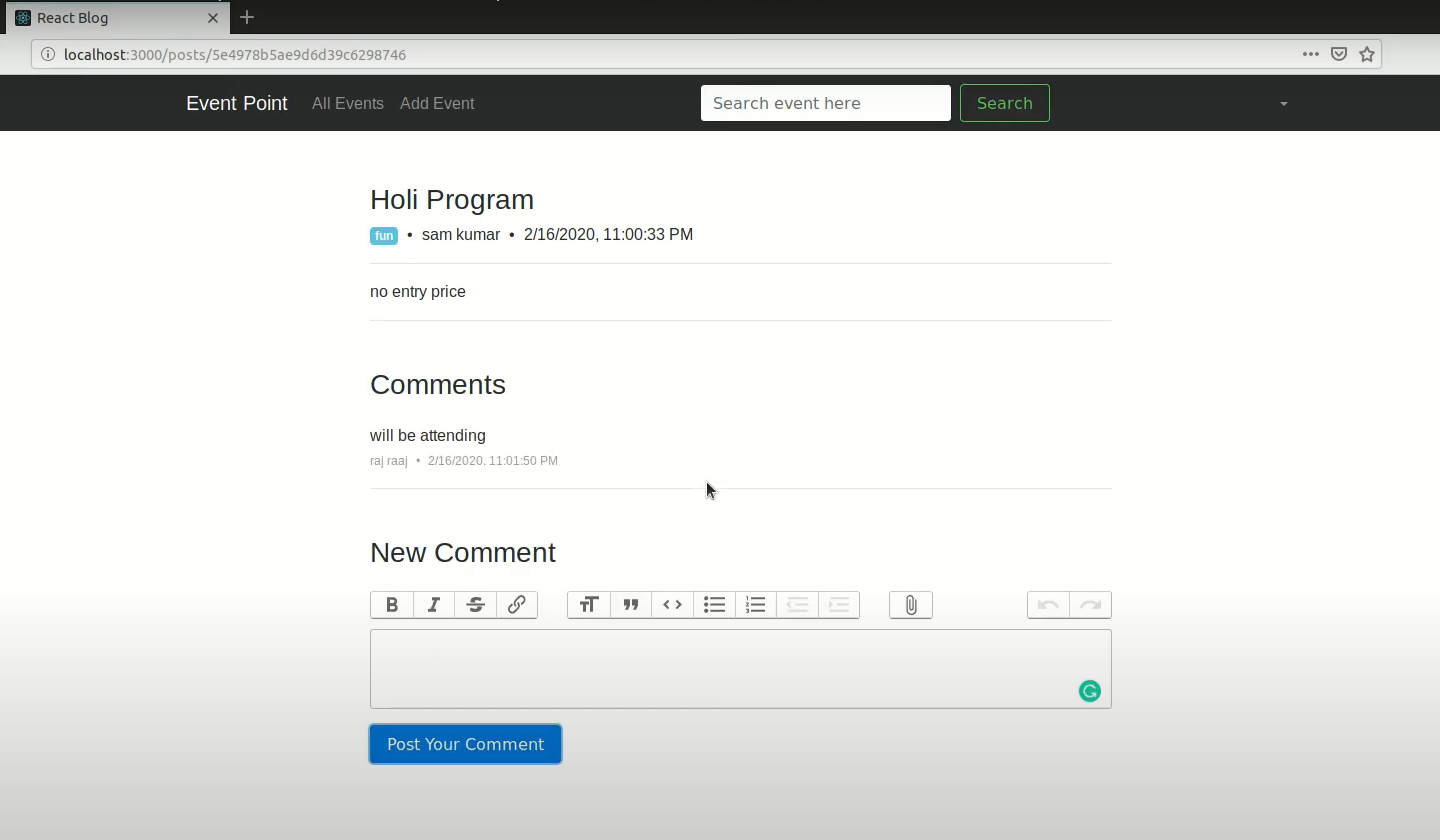 React Blog
localhost:3000/posts/5e4978b5ae9d6d39c6298746
Event Point All Events Add Event Search event here Search
Holi Program
fun • sam kumar • 2/16/2020, 11:00:33 PM
no entry price
Comments
will be attending
raj raaj • 2/16/2020, 11:01:50 PM
New Comment
Post Your Comment